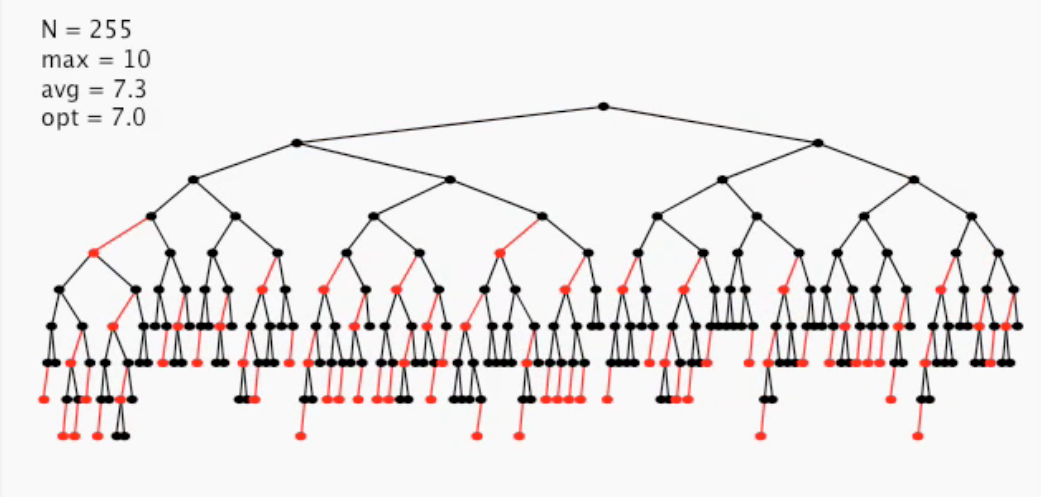 N = 255
max = 10
avg = 7.3
opt = 7.0